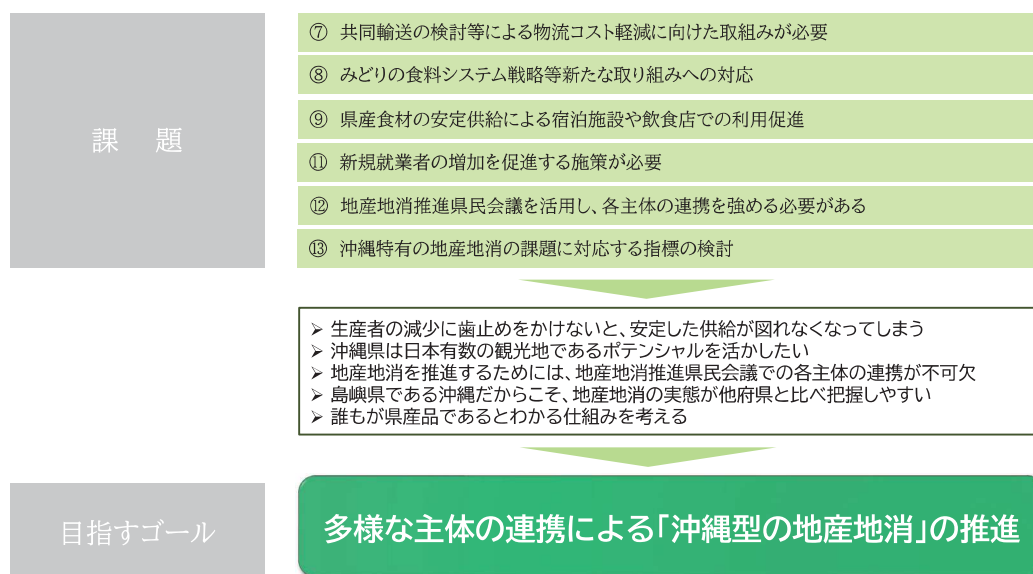 課 題
⑦ 共同輸送の検討等による物流コスト軽減に向けた取組みが必要
⑧ みどりの食料システム戦略等新たな取り組みへの対応
⑨ 県産食材の安定供給による宿泊施設や飲食店での利用促進
⑪ 新規就業者の増加を促進する施策が必要
⑫ 地産地消推進県民会議を活用し、各主体の連携を強める必要がある
⑬ 沖縄特有の地産地消の課題に対応する指標の検討
➢ 生産者の減少に歯止めをかけないと、安定した供給が図れなくなってしまう
➢ 沖縄県は日本有数の観光地であるポテンシャルを活かしたい
➢ 地産地消を推進するためには、地産地消推進県民会議での各主体の連携が不可欠
➢ 島嶼県である沖縄だからこそ、地産地消の実態が他府県と比べ把握しやすい
➢ 誰もが県産品であるとわかる仕組みを考える
目指すゴール
多様な主体の連携による「沖縄型の地産地消」の推進